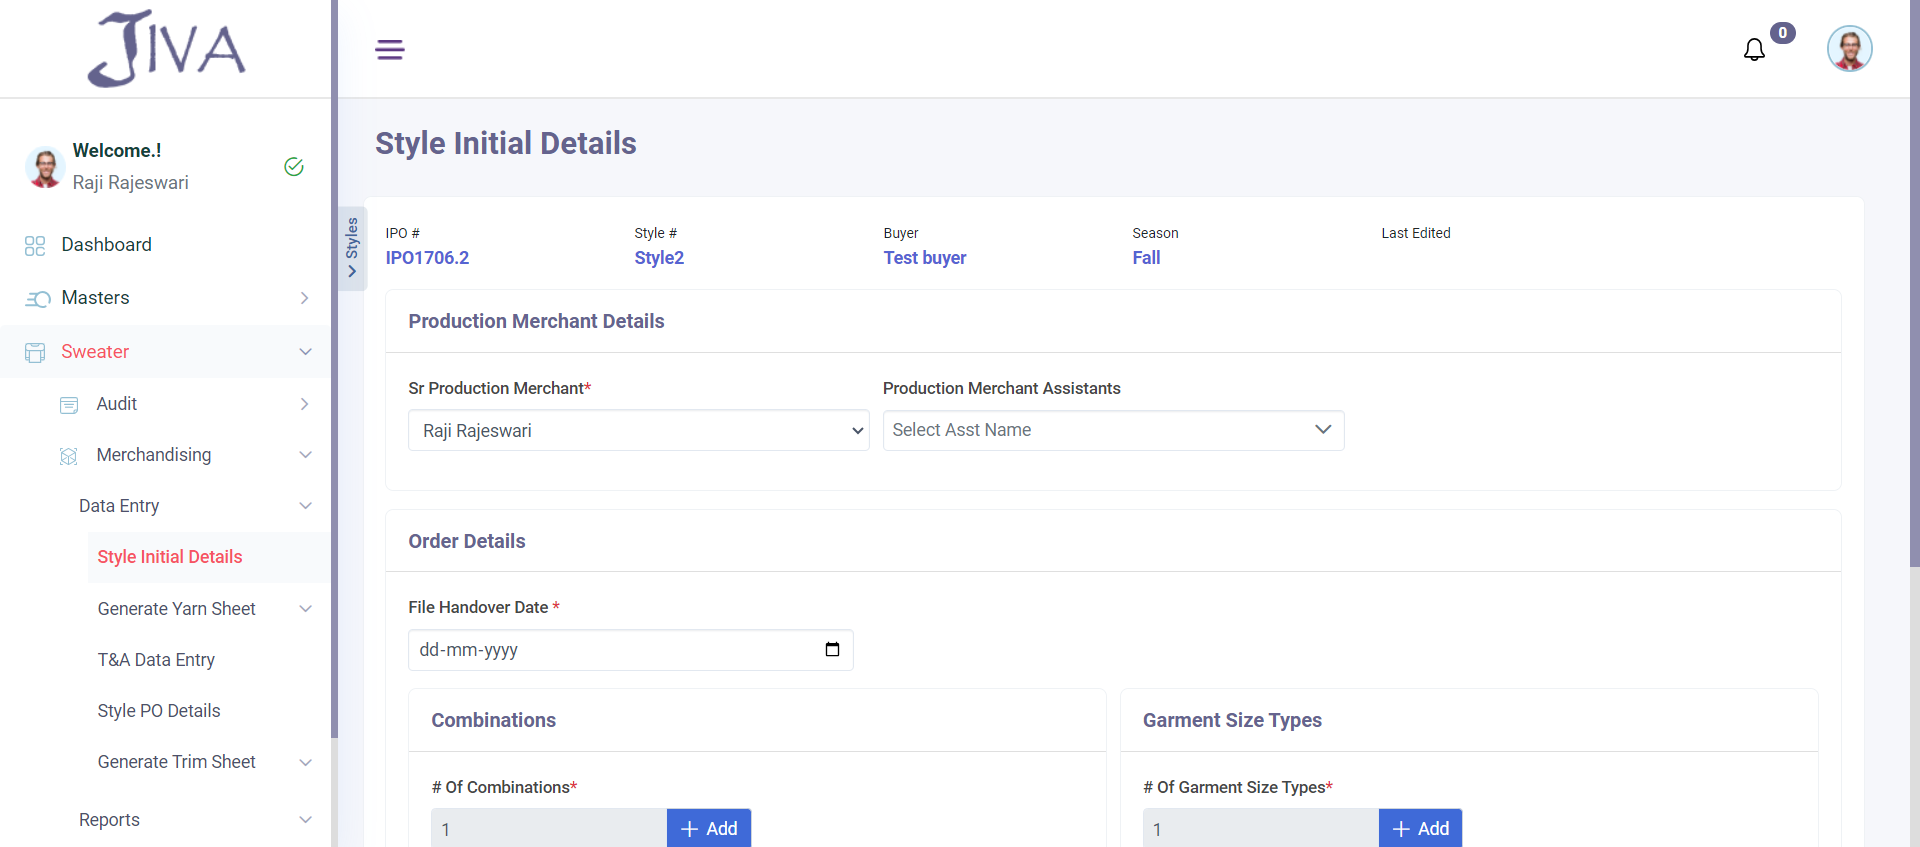 JIVA
0
Welcome.!
Raji Rajeswari
Dashboard
Masters
Sweater
Audit
Merchandising
Data Entry
Style Initial Details
Generate Yarn Sheet
T&A Data Entry
Style PO Details
Generate Trim Sheet
Reports
Styles
Style Initial Details
IPO # Style # Buyer Season Last Edited
IPO1706.2 Style2 Test buyer Fall
Production Merchant Details
Sr Production Merchant* Production Merchant Assistants
Raji Rajeswari Select Asst Name
Order Details
File Handover Date *
dd-mm-yyyy
Combinations
# Of Combinations*
1 + Add
Garment Size Types
# Of Garment Size Types*
1 + Add